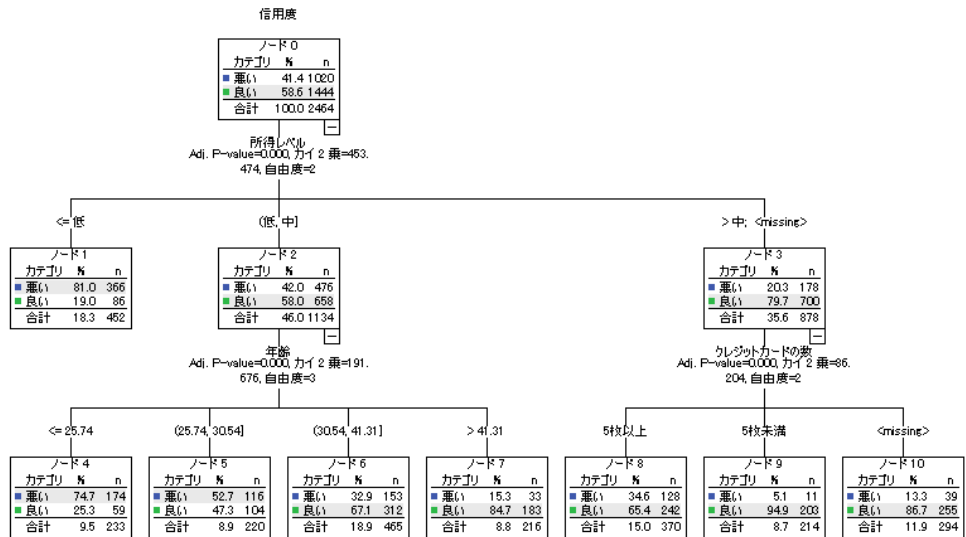 信用度
ノード 0
カテゴリ % n
悪い 41.4 1020
良い 58.6 1444
合計 100.0 2464
所得レベル
Adj. P-value=0.000, カイ 2 乗=453.
474, 自由度=2
<= 低
(低, 中]
> 中; <missing>
ノード 1
カテゴリ % n
悪い 81.0 366
良い 19.0 86
合計 18.3 452
ノード 2
カテゴリ % n
悪い 42.0 476
良い 58.0 658
合計 46.0 1134
ノード 3
カテゴリ % n
悪い 20.3 178
良い 79.7 700
合計 35.6 878
年齢
Adj. P-value=0.000, カイ 2 乗=191.
676, 自由度=3
クレジットカードの数
Adj. P-value=0.000, カイ 2 乗=86.
204, 自由度=2
<= 25.74
(25.74, 30.54]
(30.54, 41.31]
> 41.31
5枚以上
5枚未満
<missing>
ノード 4
カテゴリ % n
悪い 74.7 174
良い 25.3 59
合計 9.5 233
ノード 5
カテゴリ % n
悪い 52.7 116
良い 47.3 104
合計 8.9 220
ノード 6
カテゴリ % n
悪い 32.9 153
良い 67.1 312
合計 18.9 465
ノード 7
カテゴリ % n
悪い 15.3 33
良い 84.7 183
合計 8.8 216
ノード 8
カテゴリ % n
悪い 34.6 128
良い 65.4 242
合計 15.0 370
ノード 9
カテゴリ % n
悪い 5.1 11
良い 94.9 203
合計 8.7 214
ノード 10
カテゴリ % n
悪い 13.3 39
良い 86.7 255
合計 11.9 294